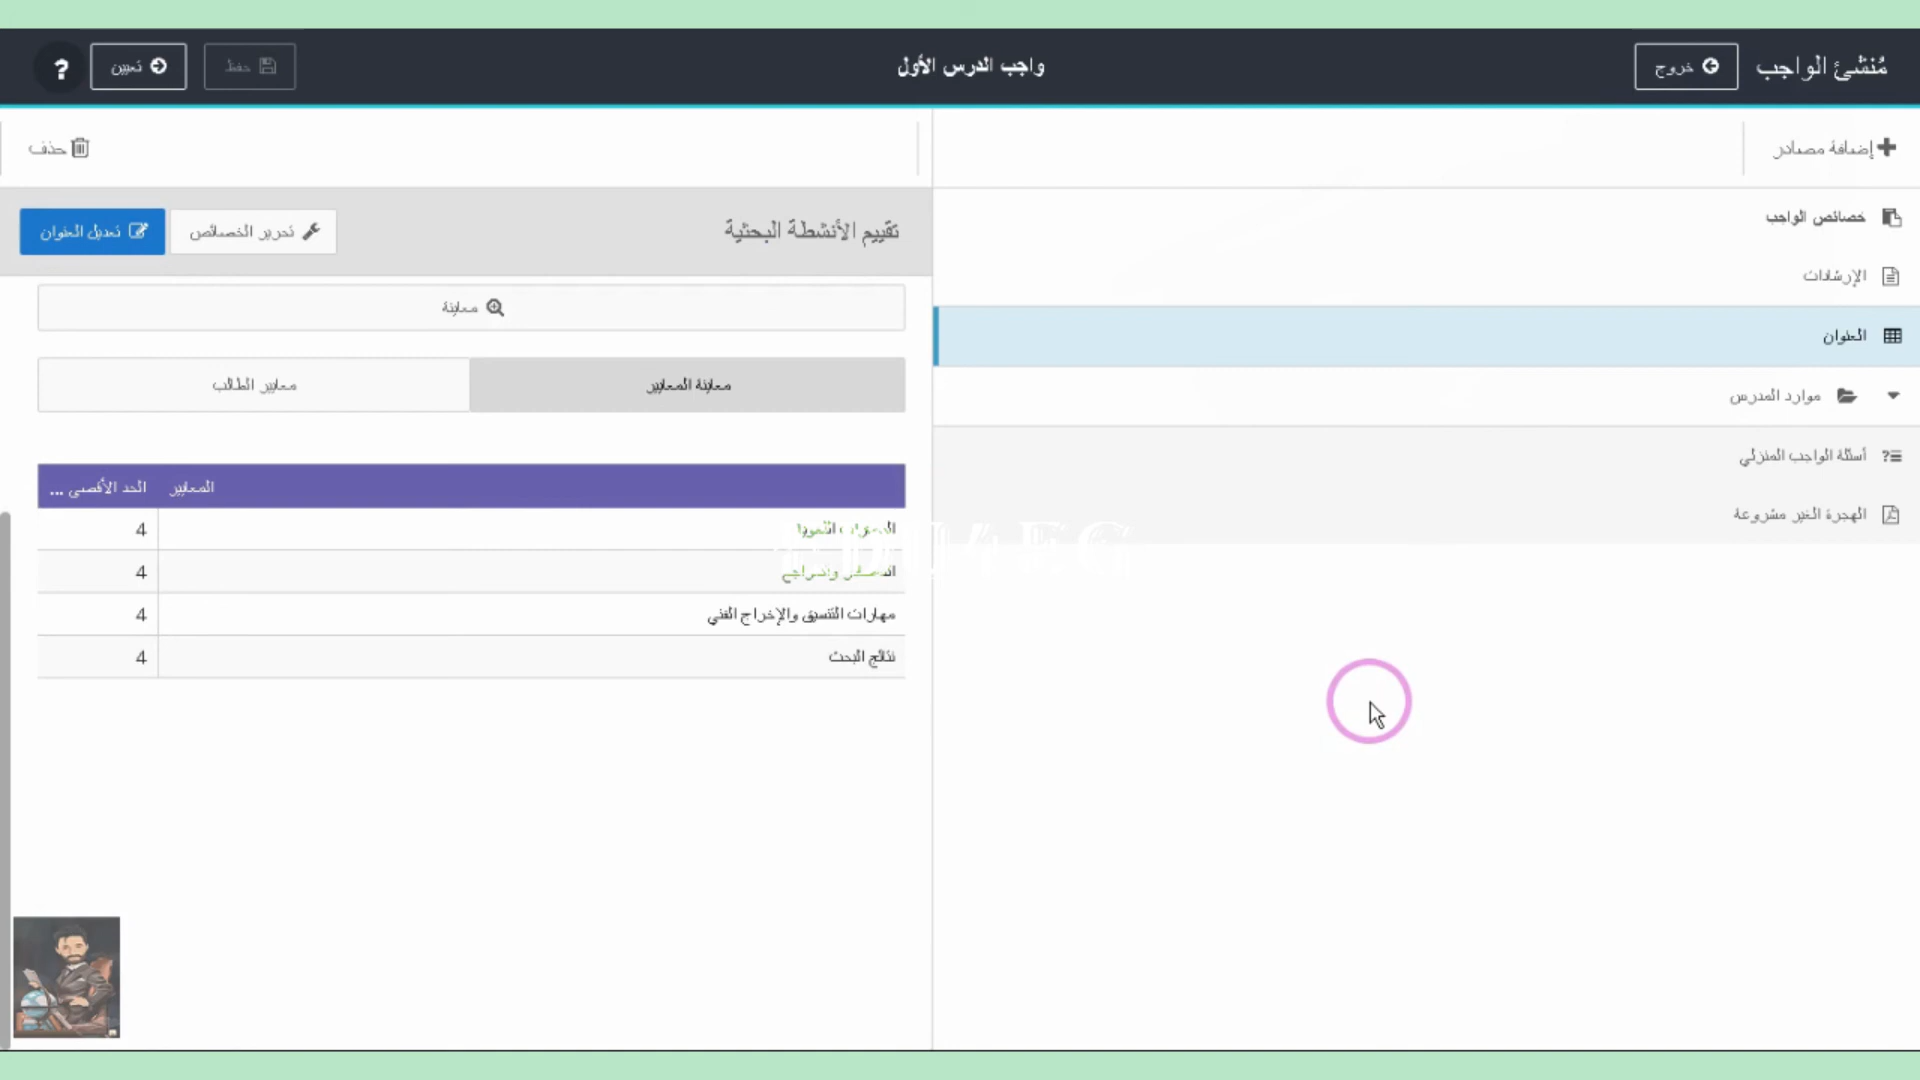 مُنشئ الواجب
خروج
واجب الدرس الأول
حفظ
تعيين
?
إضافة مصادر
خصائص الواجب
الإرشادات
العنوان
موارد المدرس
أسئلة الواجب المنزلي
الهجرة الغير مشروعة
حذف
تقييم الأنشطة البحثية
تحرير الخصائص
تعديل العنوان
معاينة
معاينة المعايير
معايير الطالب
المعايير
الحد الأقصى ...
4
4
مهارات التنسيق والإخراج الفني
4
نتائج البحث
4